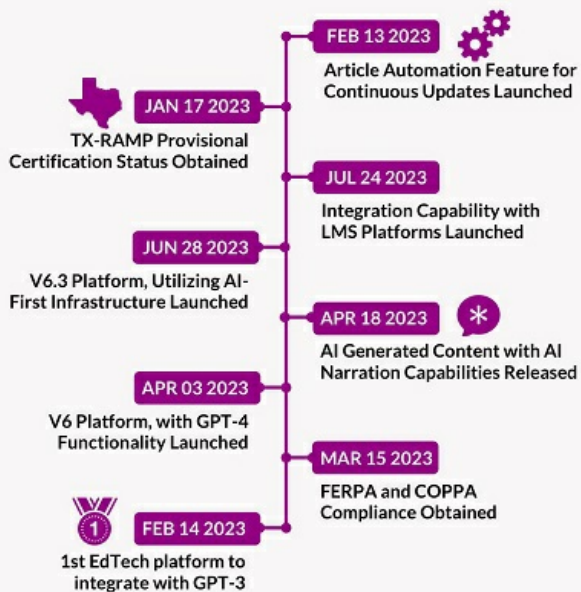 FEB 13 2023
Article Automation Feature for
Continuous Updates Launched
JAN 17 2023
TX-RAMP Provisional
Certification Status Obtained
JUL 24 2023
Integration Capability with
LMS Platforms Launched
JUN 28 2023
V6.3 Platform, Utilizing AI-
First Infrastructure Launched
APR 18 2023
*
AI Generated Content with AI
Narration Capabilities Released
APR 03 2023
V6 Platform, with GPT-4
Functionality Launched
MAR 15 2023
FERPA and COPPA
Compliance Obtained
1
FEB 14 2023
1st EdTech platform to
integrate with GPT-3